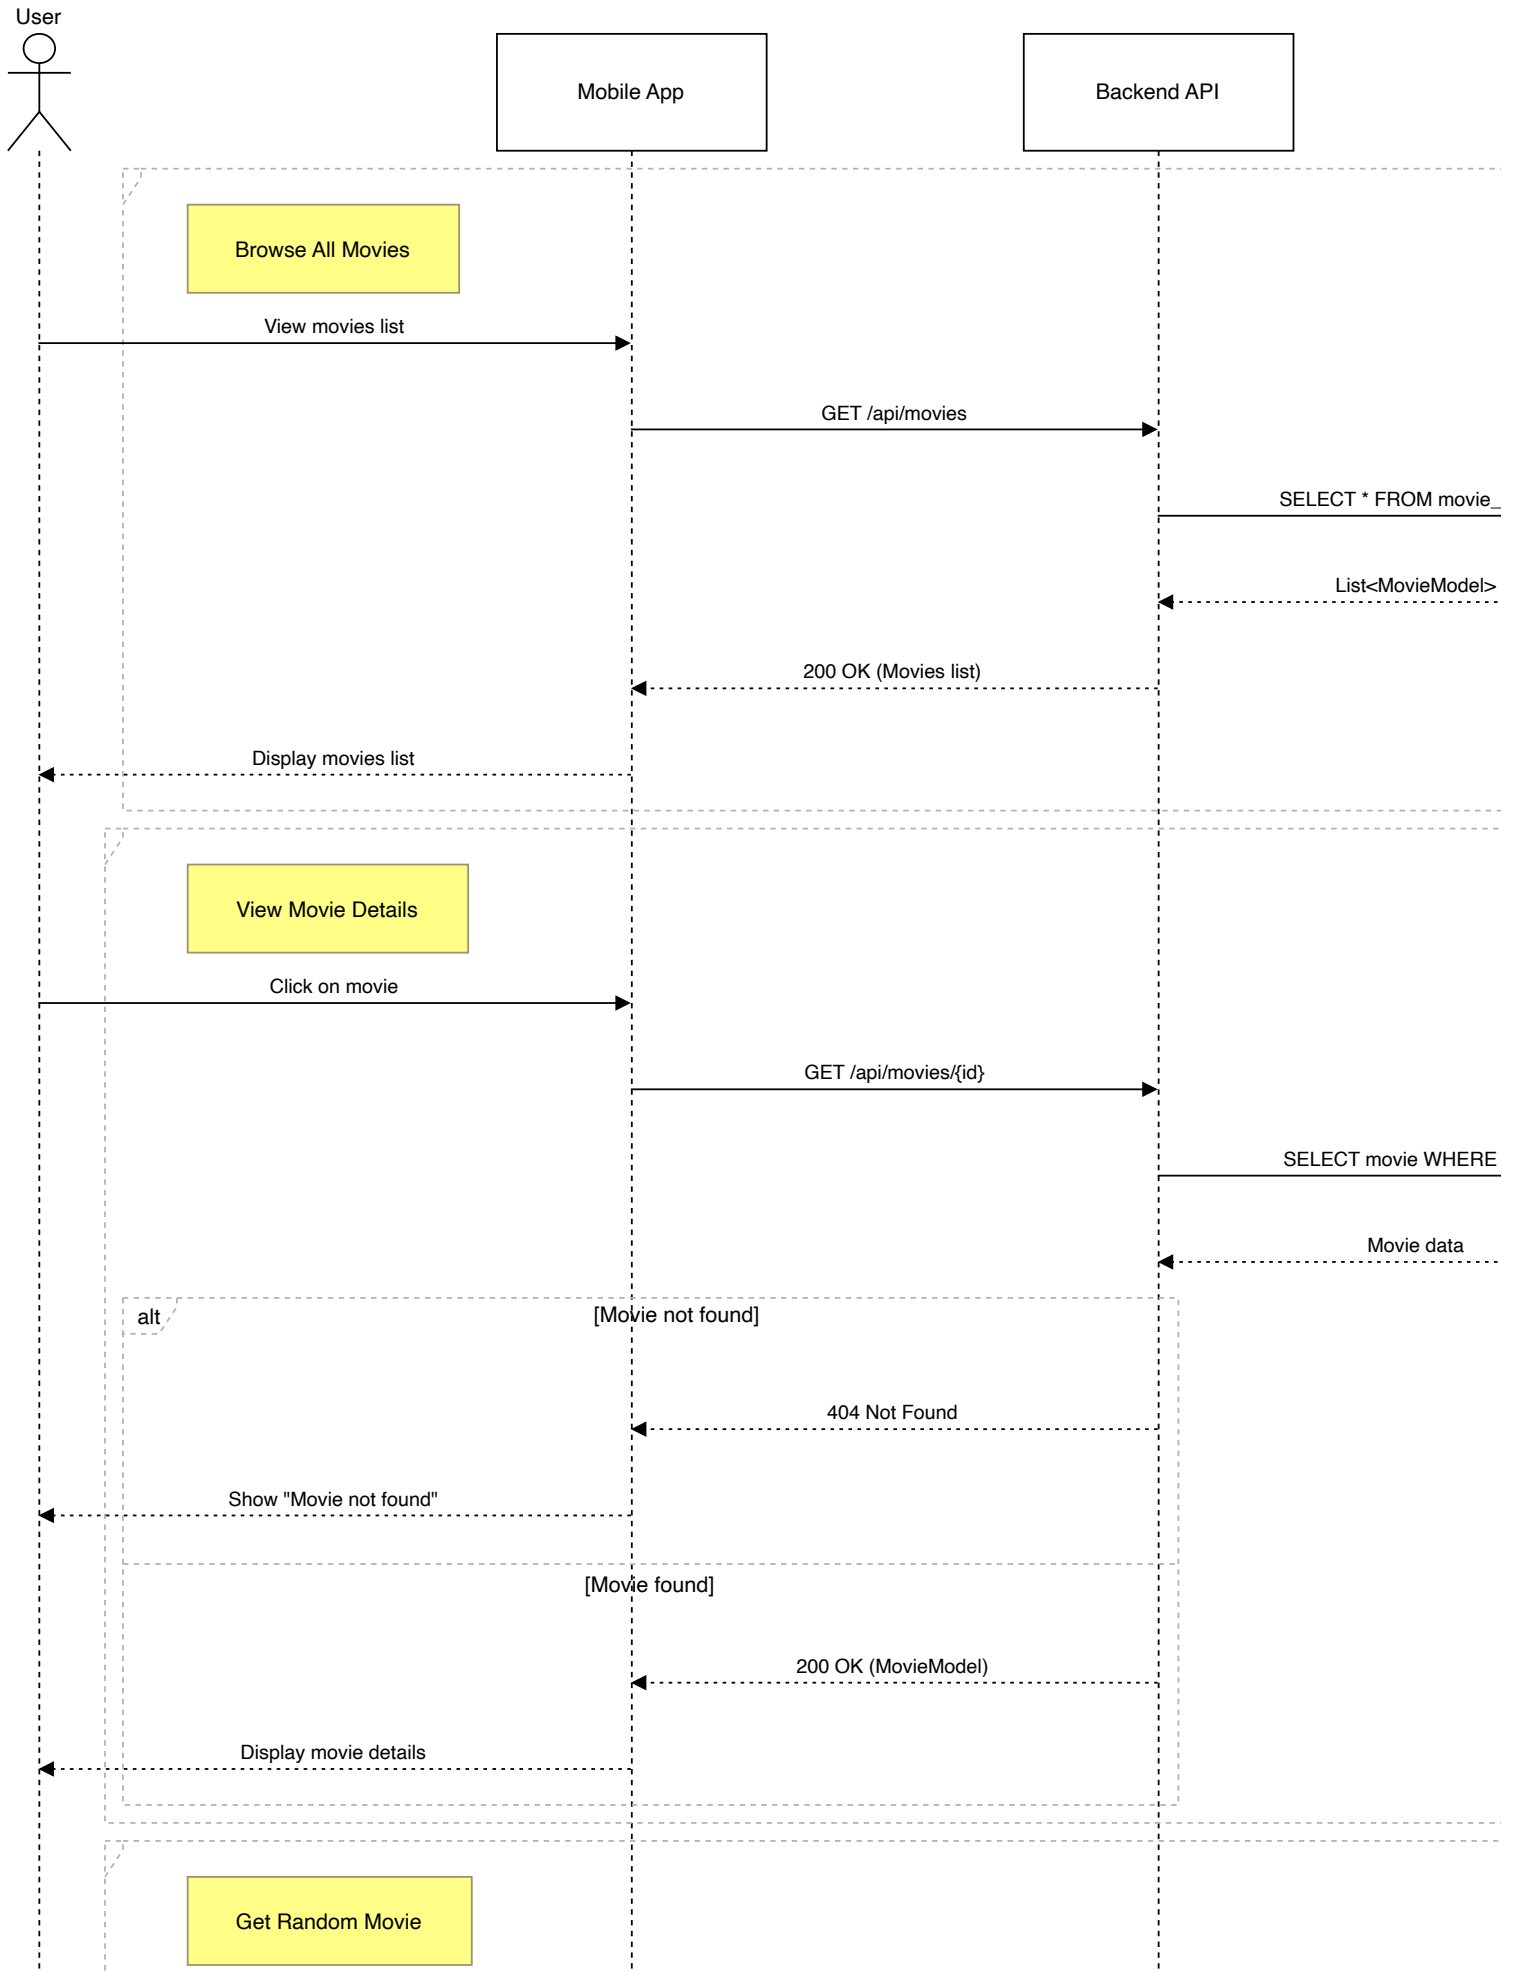 User
Mobile App
Backend API
Browse All Movies
View movies list
GET /api/movies
SELECT * FROM movie_
List<MovieModel>
200 OK (Movies list)
Display movies list
View Movie Details
Click on movie
GET /api/movies/{id}
SELECT movie WHERE
Movie data
alt
[Movie not found]
404 Not Found
Show "Movie not found"
[Movie found]
200 OK (MovieModel)
Display movie details
Get Random Movie